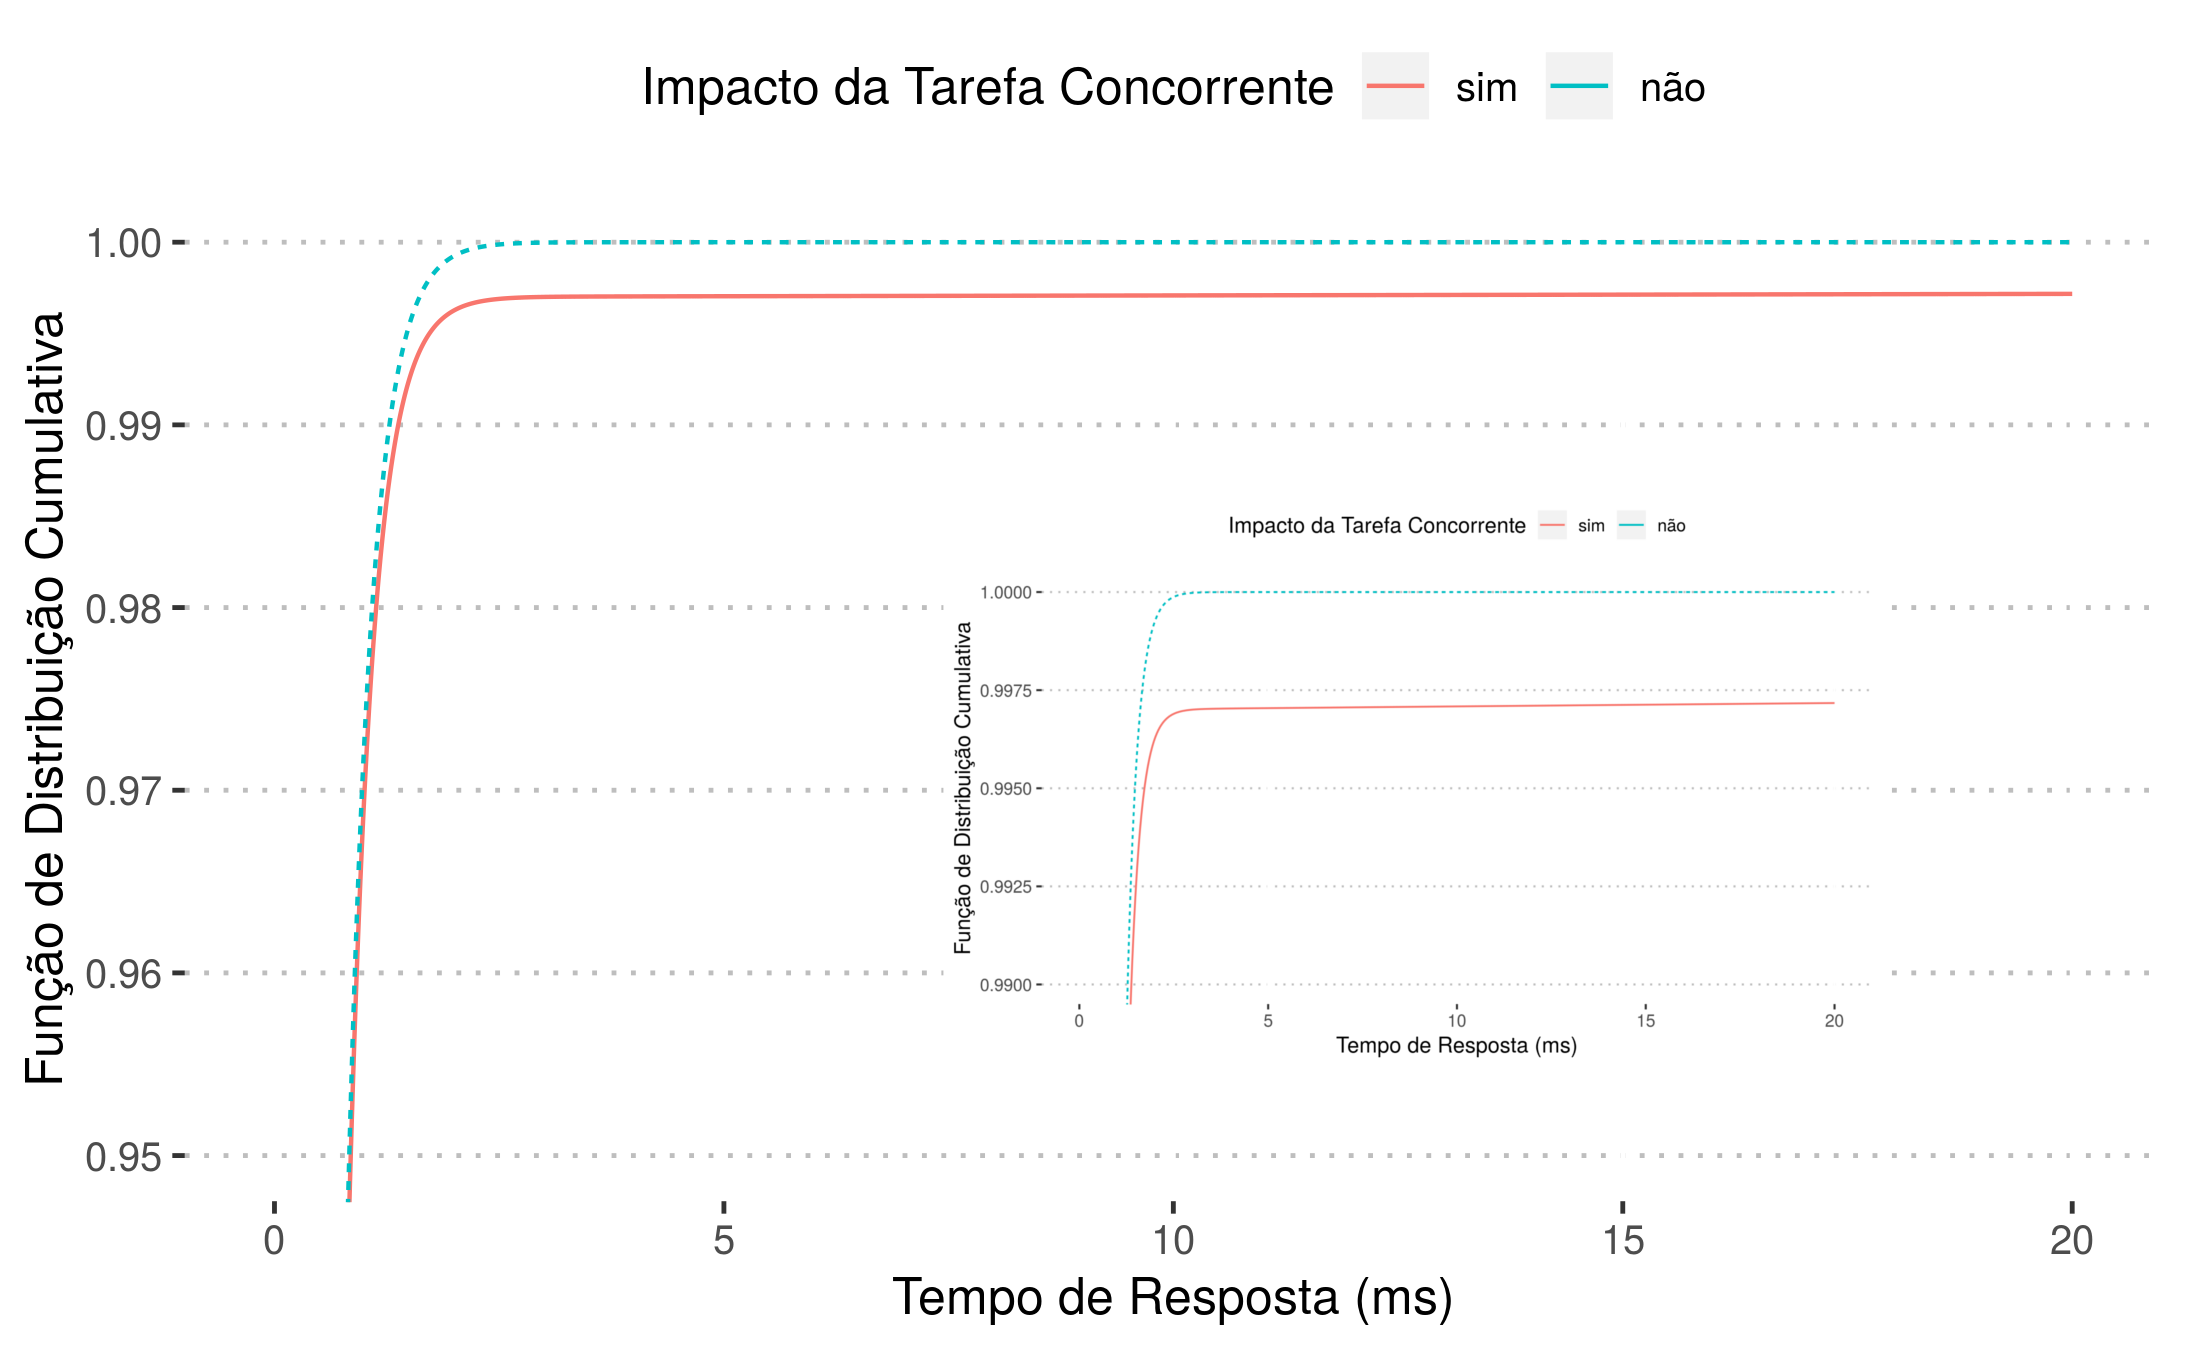 Impacto da Tarefa Concorrente sim não
Função de Distribuição Cumulativa
1.00
0.99
0.98
0.97
0.96
0.95
0 5 10 15 20
Tempo de Resposta (ms)
Impacto da Tarefa Concorrente sim não
Função de Distribuição Cumulativa
1.0000
0.9975
0.9950
0.9925
0.9900
0 5 10 15 20
Tempo de Resposta (ms)